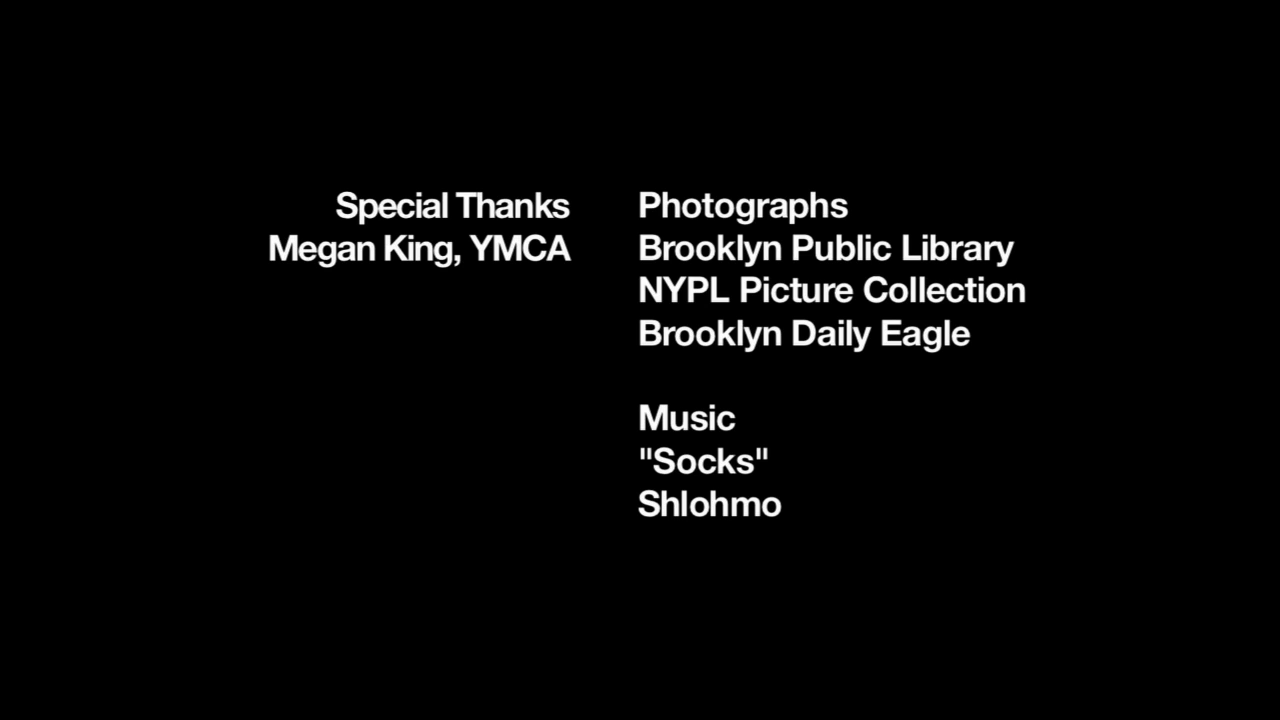 Special Thanks
Megan King, YMCA
Photographs
Brooklyn Public Library
NYPL Picture Collection
Brooklyn Daily Eagle
Music
"Socks"
Shlohmo